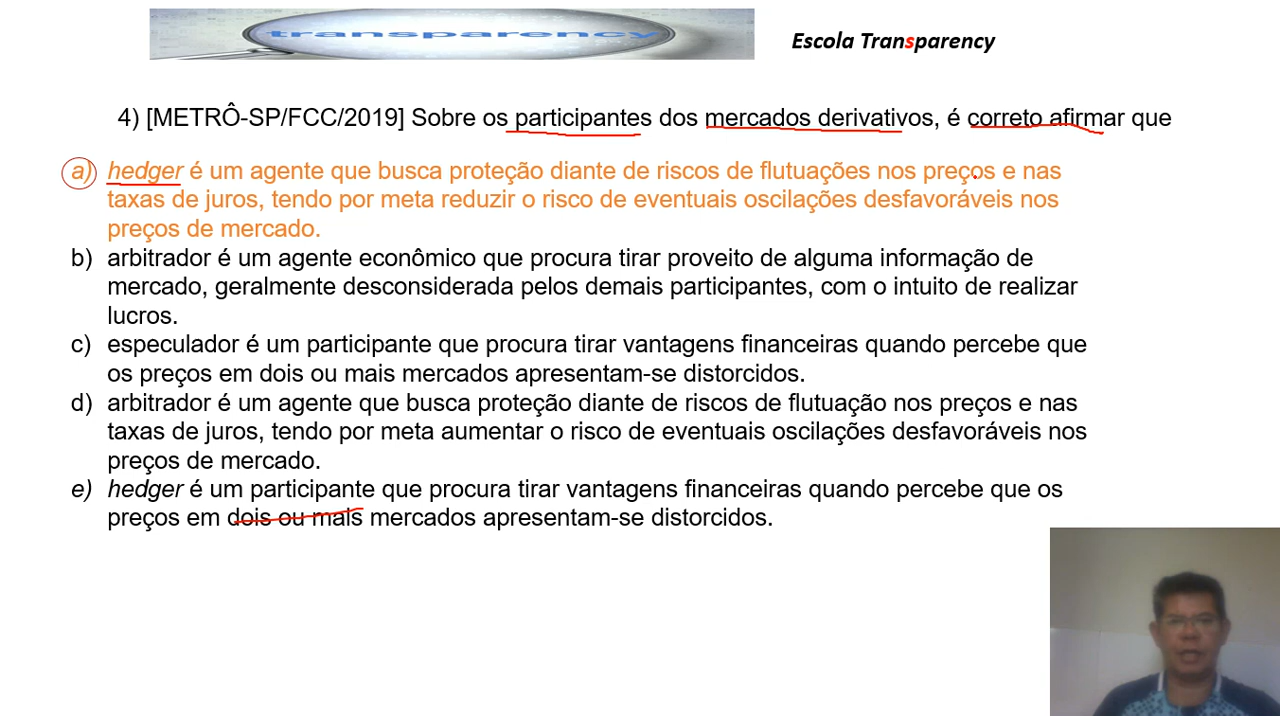 transparency
Escola Transparency
4) [METRÔ-SP/FCC/2019] Sobre os participantes dos mercados derivativos, é correto afirmar que
a) hedger é um agente que busca proteção diante de riscos de flutuações nos preços e nas
taxas de juros, tendo por meta reduzir o risco de eventuais oscilações desfavoráveis nos
preços de mercado.
b) arbitrador é um agente econômico que procura tirar proveito de alguma informação de
mercado, geralmente desconsiderada pelos demais participantes, com o intuito de realizar
lucros.
c) especulador é um participante que procura tirar vantagens financeiras quando percebe que
os preços em dois ou mais mercados apresentam-se distorcidos.
d) arbitrador é um agente que busca proteção diante de riscos de flutuação nos preços e nas
taxas de juros, tendo por meta aumentar o risco de eventuais oscilações desfavoráveis nos
preços de mercado.
e) hedger é um participante que procura tirar vantagens financeiras quando percebe que os
preços em dois ou mais mercados apresentam-se distorcidos.